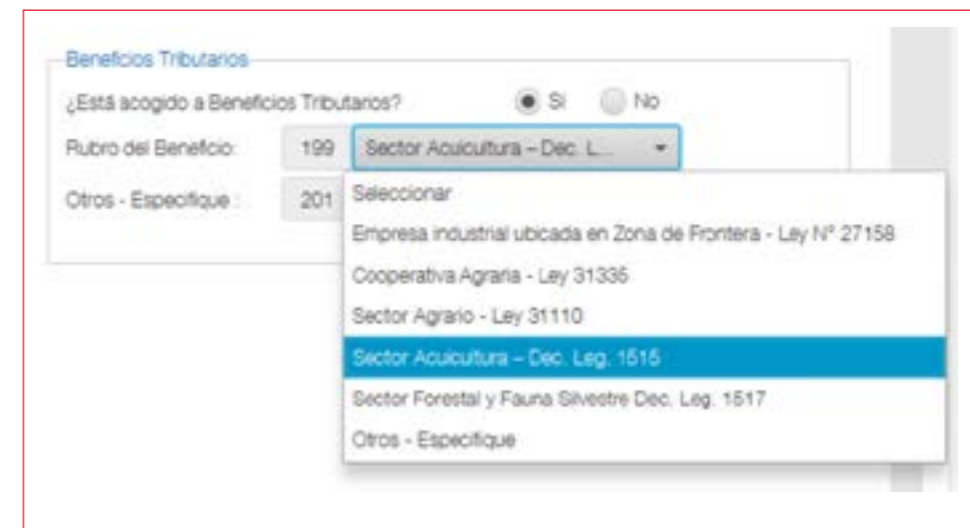 Beneficios Tributarios
¿Está acogido a Beneficios Tributarios? Si No
Rubro del Beneficio: 199 Sector Acuicultura – Dec. L...
Otros - Especifique : 201
Seleccionar
Empresa industrial ubicada en Zona de Frontera - Ley N° 27158
Cooperativa Agraria - Ley 31335
Sector Agrario - Ley 31110
Sector Acuicultura – Dec. Leg. 1515
Sector Forestal y Fauna Silvestre Dec. Leg. 1517
Otros - Especifique